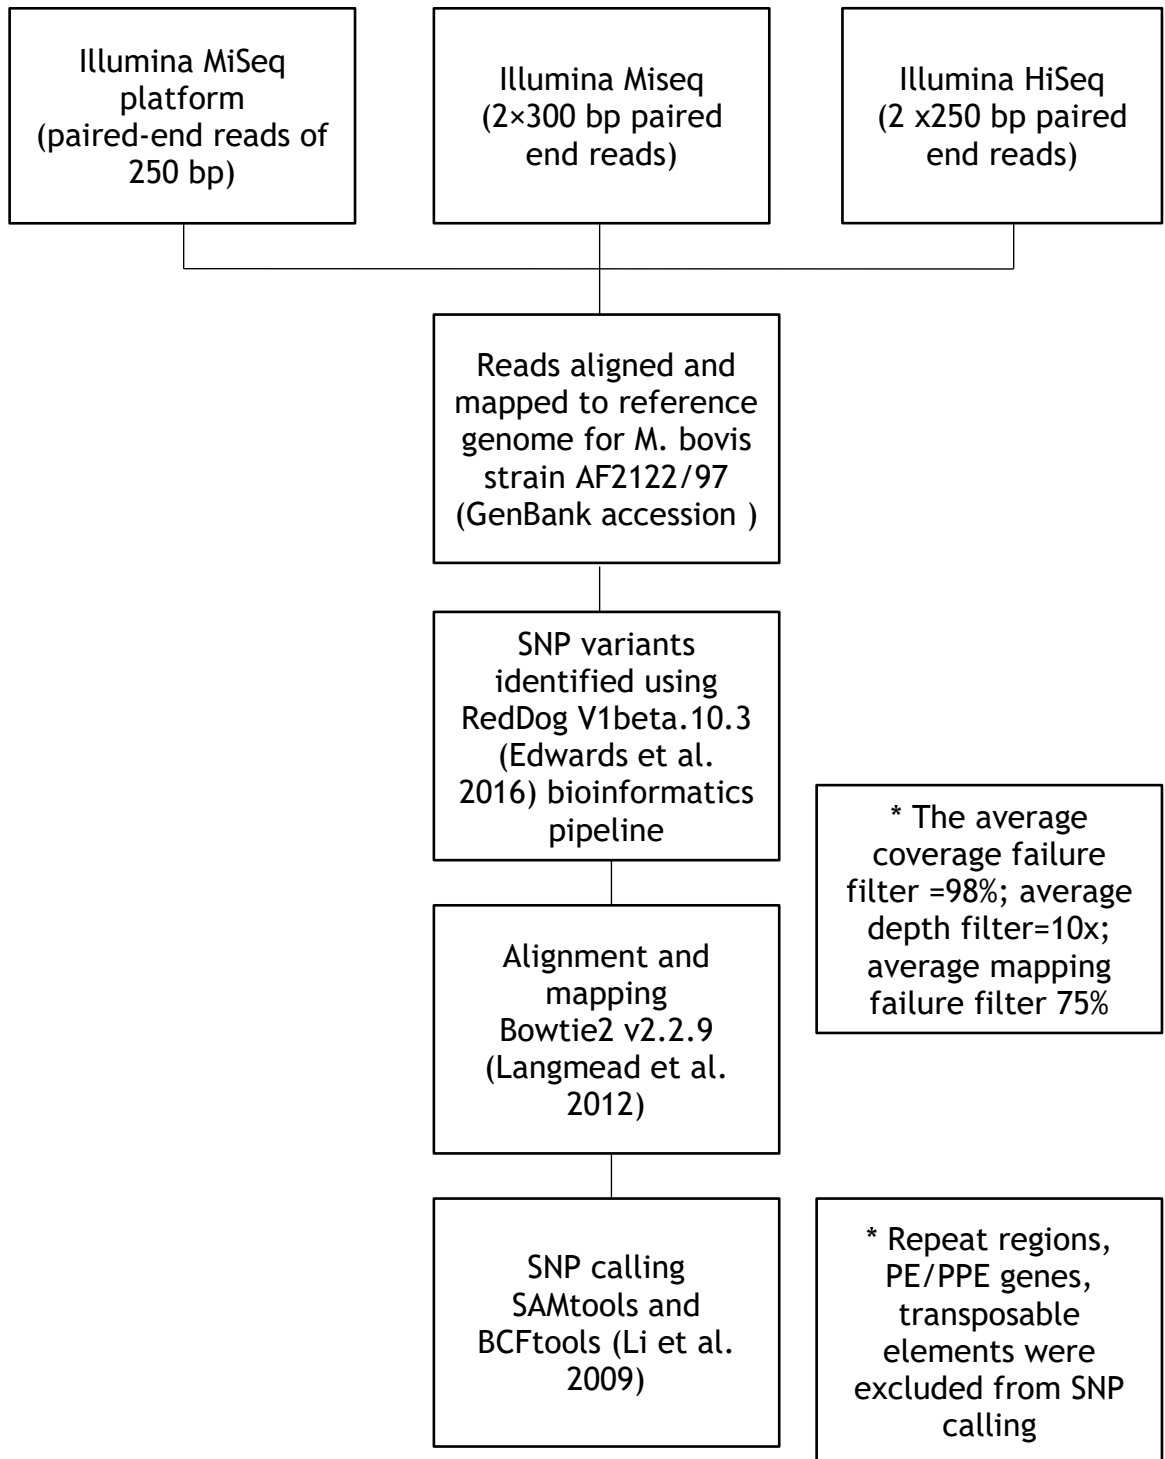 Illumina MiSeq
platform
(paired-end reads of
250 bp)
Illumina Miseq
(2×300 bp paired
end reads)
Illumina HiSeq
(2 x250 bp paired
end reads)
Reads aligned and
mapped to reference
genome for M. bovis
strain AF2122/97
(GenBank accession )
SNP variants
identified using
RedDog V1beta.10.3
(Edwards et al.
2016) bioinformatics
pipeline
* The average
coverage failure
filter =98%; average
depth filter=10x;
average mapping
failure filter 75%
Alignment and
mapping
Bowtie2 v2.2.9
(Langmead et al.
2012)
SNP calling
SAMtools and
BCFtools (Li et al.
2009)
* Repeat regions,
PE/PPE genes,
transposable
elements were
excluded from SNP
calling